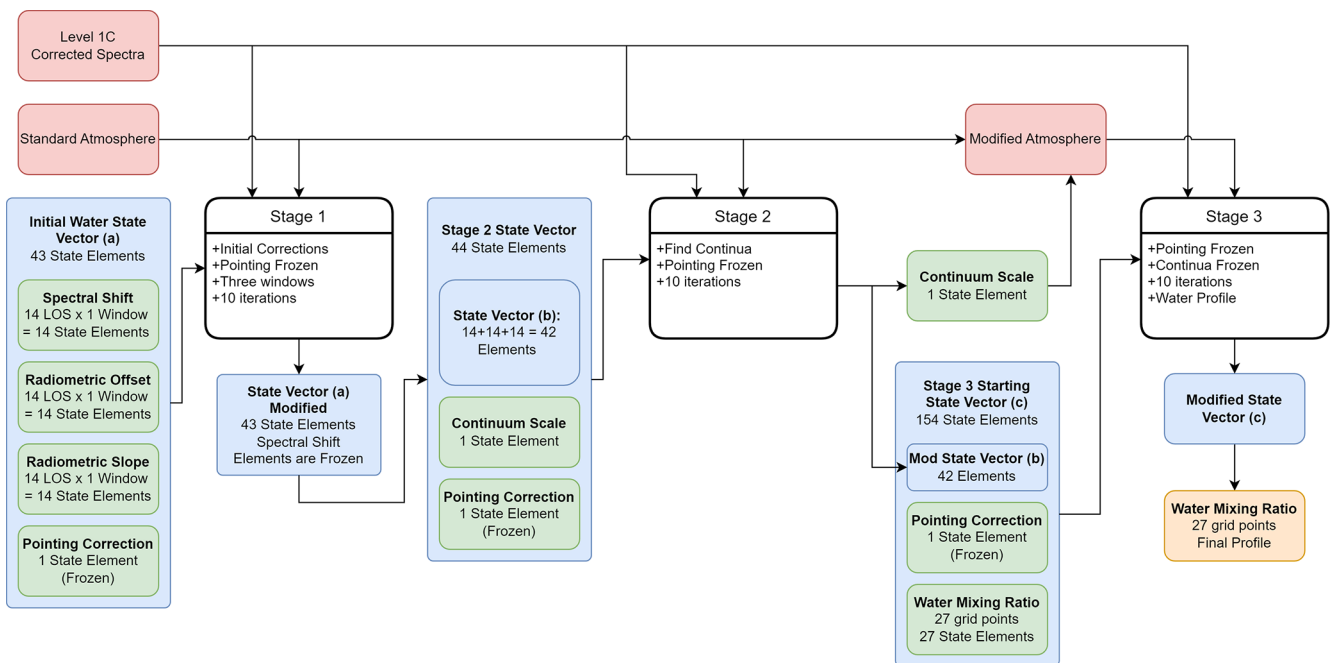 Level 1C
Corrected Spectra
Standard Atmosphere
Modified Atmosphere
Initial Water State
Vector (a)
43 State Elements
Spectral Shift
14 LOS x 1 Window
= 14 State Elements
Radiometric Offset
14 LOS x 1 Window
= 14 State Elements
Radiometric Slope
14 LOS x 1 Window
= 14 State Elements
Pointing Correction
1 State Element
(Frozen)
Stage 1
+Initial Corrections
+Pointing Frozen
+Three windows
+10 iterations
State Vector (a)
Modified
43 State Elements
Spectral Shift
Elements are Frozen
Stage 2 State Vector
44 State Elements
State Vector (b):
14+14+14 = 42
Elements
Continuum Scale
1 State Element
Pointing Correction
1 State Element
(Frozen)
Stage 2
+Find Continua
+Pointing Frozen
+10 iterations
Continuum Scale
1 State Element
Stage 3 Starting
State Vector (c)
154 State Elements
Mod State Vector (b)
42 Elements
Pointing Correction
1 State Element
(Frozen)
Water Mixing Ratio
27 grid points
27 State Elements
Stage 3
+Pointing Frozen
+Continua Frozen
+10 iterations
+Water Profile
Modified State
Vector (c)
Water Mixing Ratio
27 grid points
Final Profile